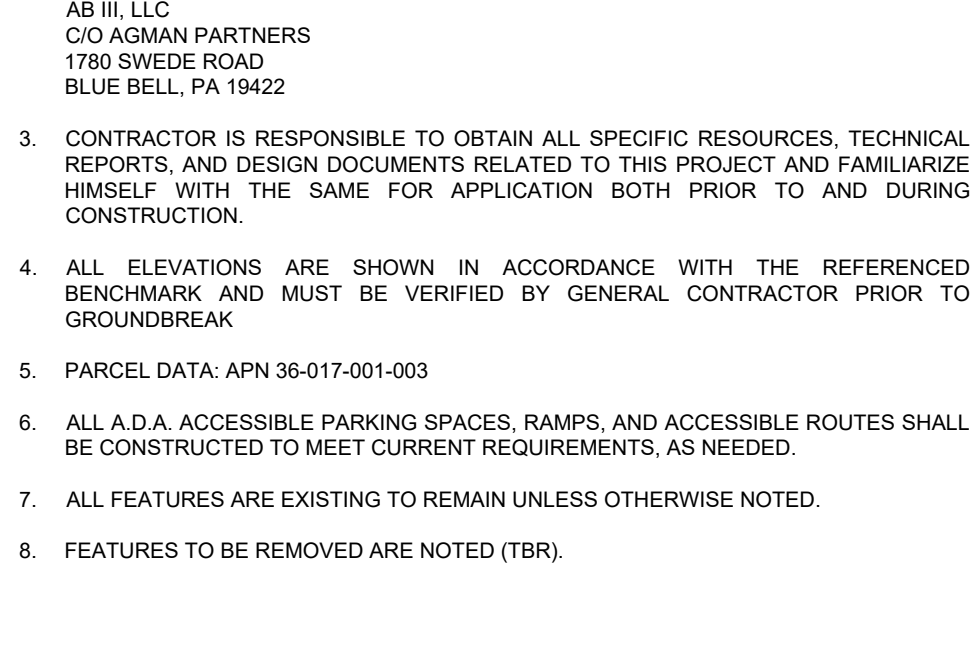 AB III, LLC
C/O AGMAN PARTNERS
1780 SWEDE ROAD
BLUE BELL, PA 19422
3. CONTRACTOR IS RESPONSIBLE TO OBTAIN ALL SPECIFIC RESOURCES, TECHNICAL
REPORTS, AND DESIGN DOCUMENTS RELATED TO THIS PROJECT AND FAMILIARIZE
HIMSELF WITH THE SAME FOR APPLICATION BOTH PRIOR TO AND DURING
CONSTRUCTION.
4. ALL ELEVATIONS ARE SHOWN IN ACCORDANCE WITH THE REFERENCED
BENCHMARK AND MUST BE VERIFIED BY GENERAL CONTRACTOR PRIOR TO
GROUNDBREAK
5. PARCEL DATA: APN 36-017-001-003
6. ALL A.D.A. ACCESSIBLE PARKING SPACES, RAMPS, AND ACCESSIBLE ROUTES SHALL
BE CONSTRUCTED TO MEET CURRENT REQUIREMENTS, AS NEEDED.
7. ALL FEATURES ARE EXISTING TO REMAIN UNLESS OTHERWISE NOTED.
8. FEATURES TO BE REMOVED ARE NOTED (TBR).